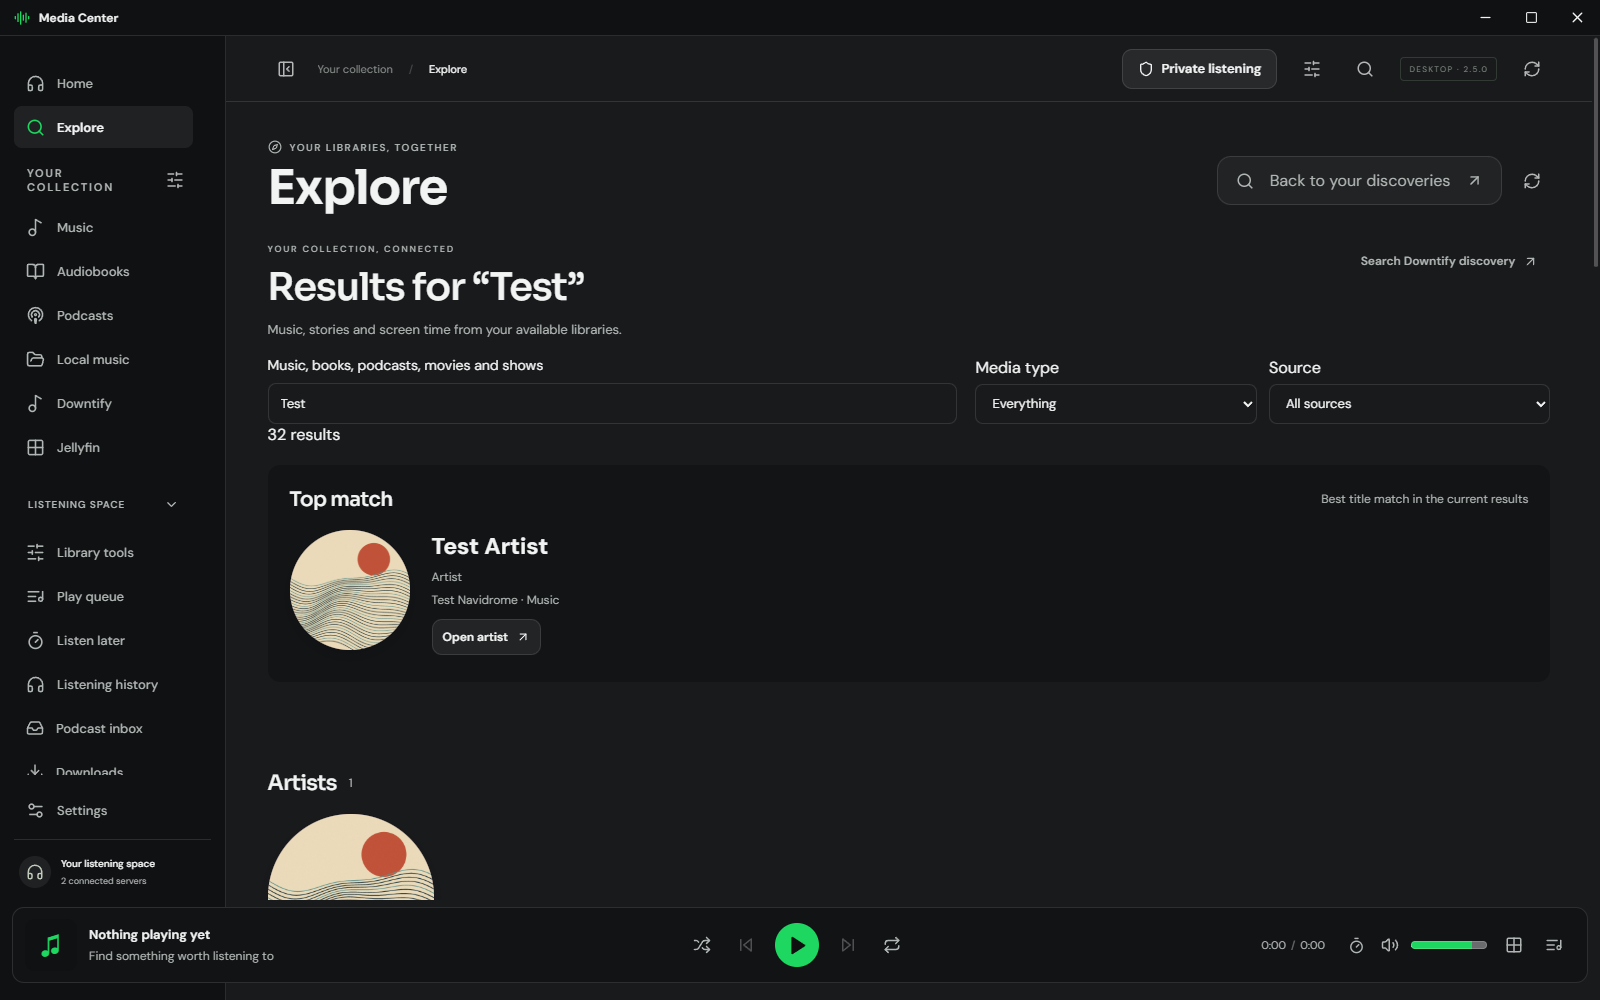 Media Center
Home
Explore
YOUR
COLLECTION
Music
Audiobooks
Podcasts
Local music
Downtify
Jellyfin
LISTENING SPACE
Library tools
Play queue
Listen later
Listening history
Podcast inbox
Downloads
Settings
Your listening space
2 connected servers
Your collection / Explore
Private listening
DESKTOP · 2.5.0
YOUR LIBRARIES, TOGETHER
Explore
Back to your discoveries
YOUR COLLECTION, CONNECTED
Search Downtify discovery
Results for “Test”
Music, stories and screen time from your available libraries.
Music, books, podcasts, movies and shows
Test
Media type
Everything
Source
All sources
32 results
Top match
Best title match in the current results
Test Artist
Artist
Test Navidrome · Music
Open artist
Artists 1
Nothing playing yet
Find something worth listening to
0:00 / 0:00